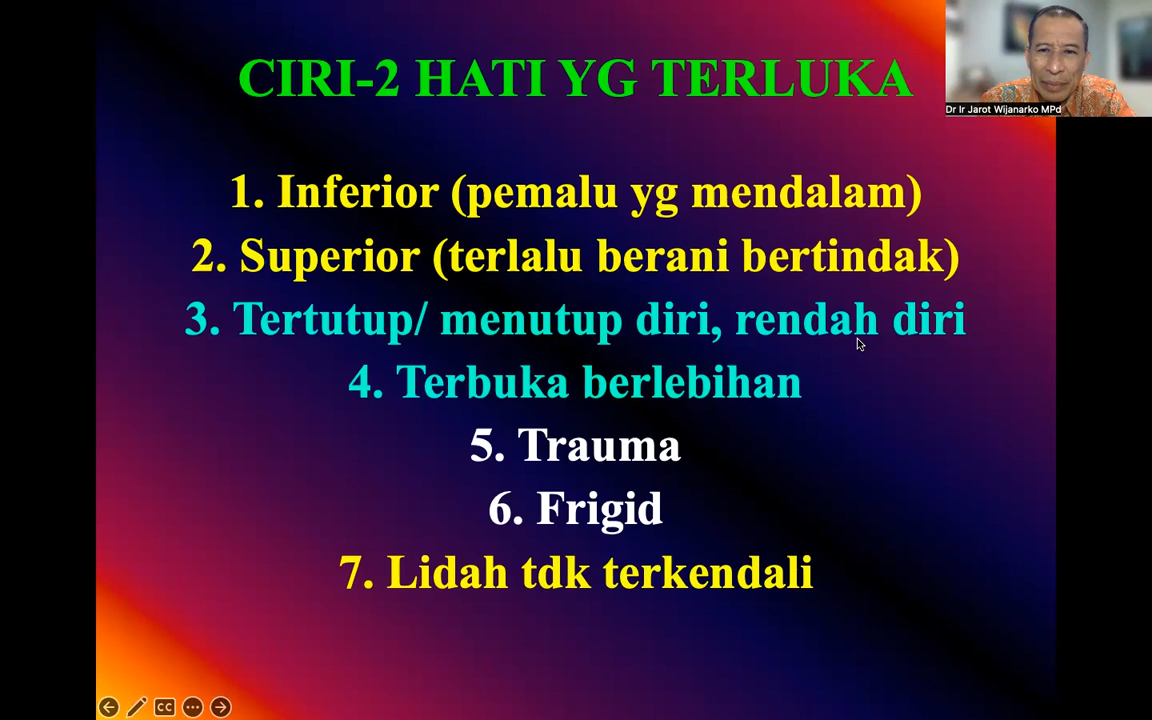 CIRI-2 HATI YG TERLUKA
Dr Ir Jarot Wijanarko MPd
1. Inferior (pemalu yg mendalam)
2. Superior (terlalu berani bertindak)
3. Tertutup/ menutup diri, rendah diri
4. Terbuka berlebihan
5. Trauma
6. Frigid
7. Lidah tdk terkendali
CC